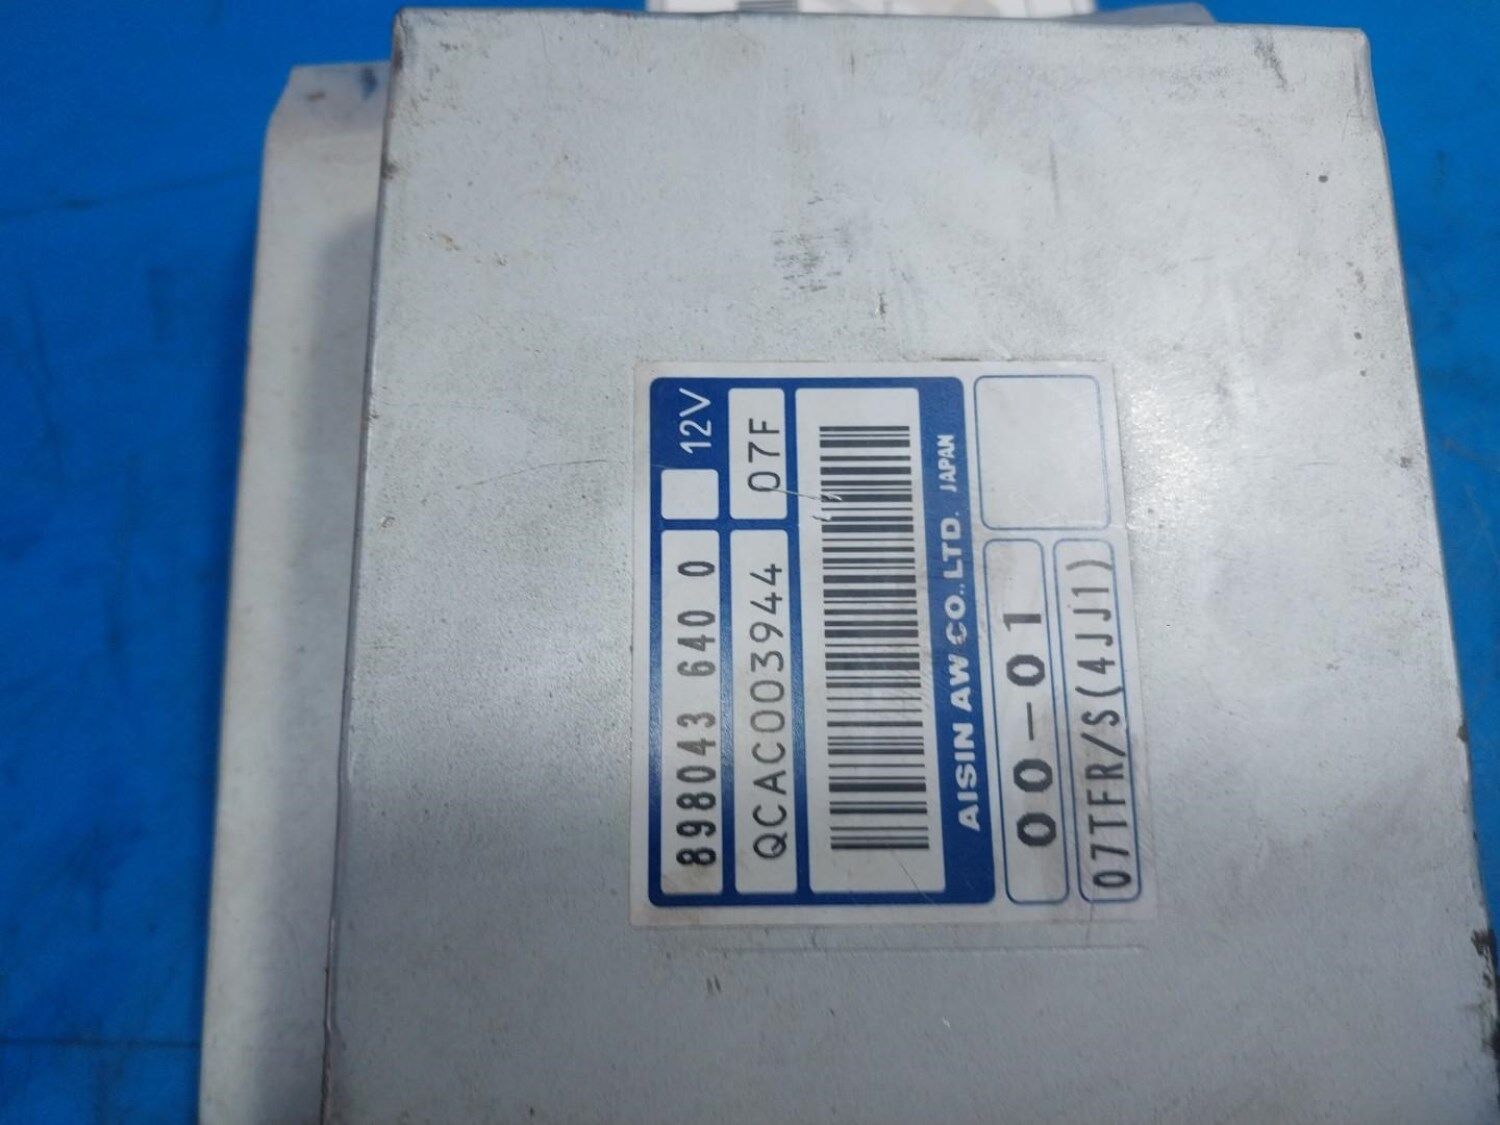 898043 640 0
12V
QCAC003944
07F
AISIN AW CO., LTD. JAPAN
00-01
07TFR/S(4JJ1)